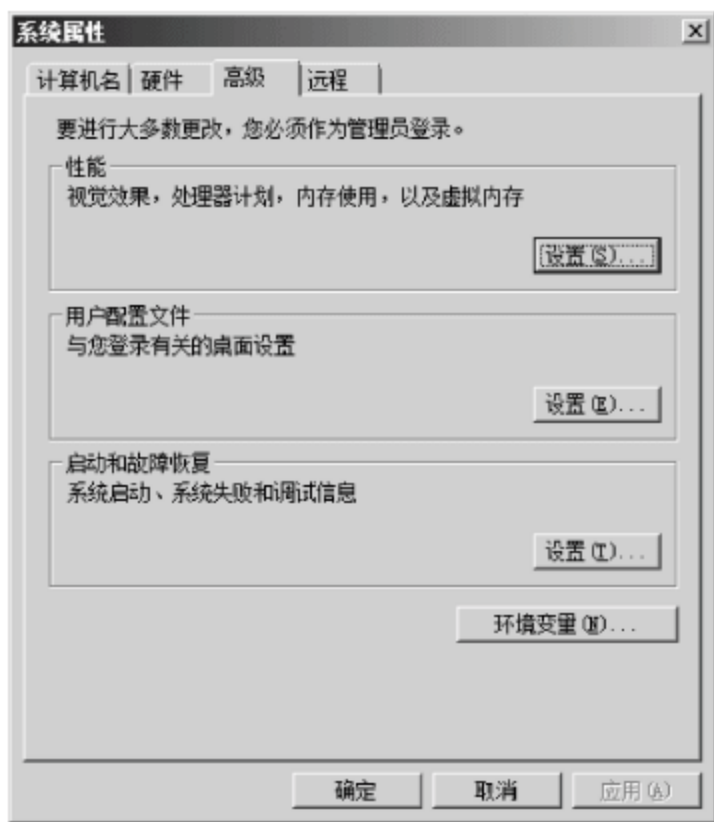 系统属性
计算机名 硬件 高级 远程
要进行大多数更改，您必须作为管理员登录。
性能
视觉效果，处理器计划，内存使用，以及虚拟内存
设置(S)...
用户配置文件
与您登录有关的桌面设置
设置(E)...
启动和故障恢复
系统启动、系统失败和调试信息
设置(T)...
环境变量(N)...
确定 取消 应用(A)